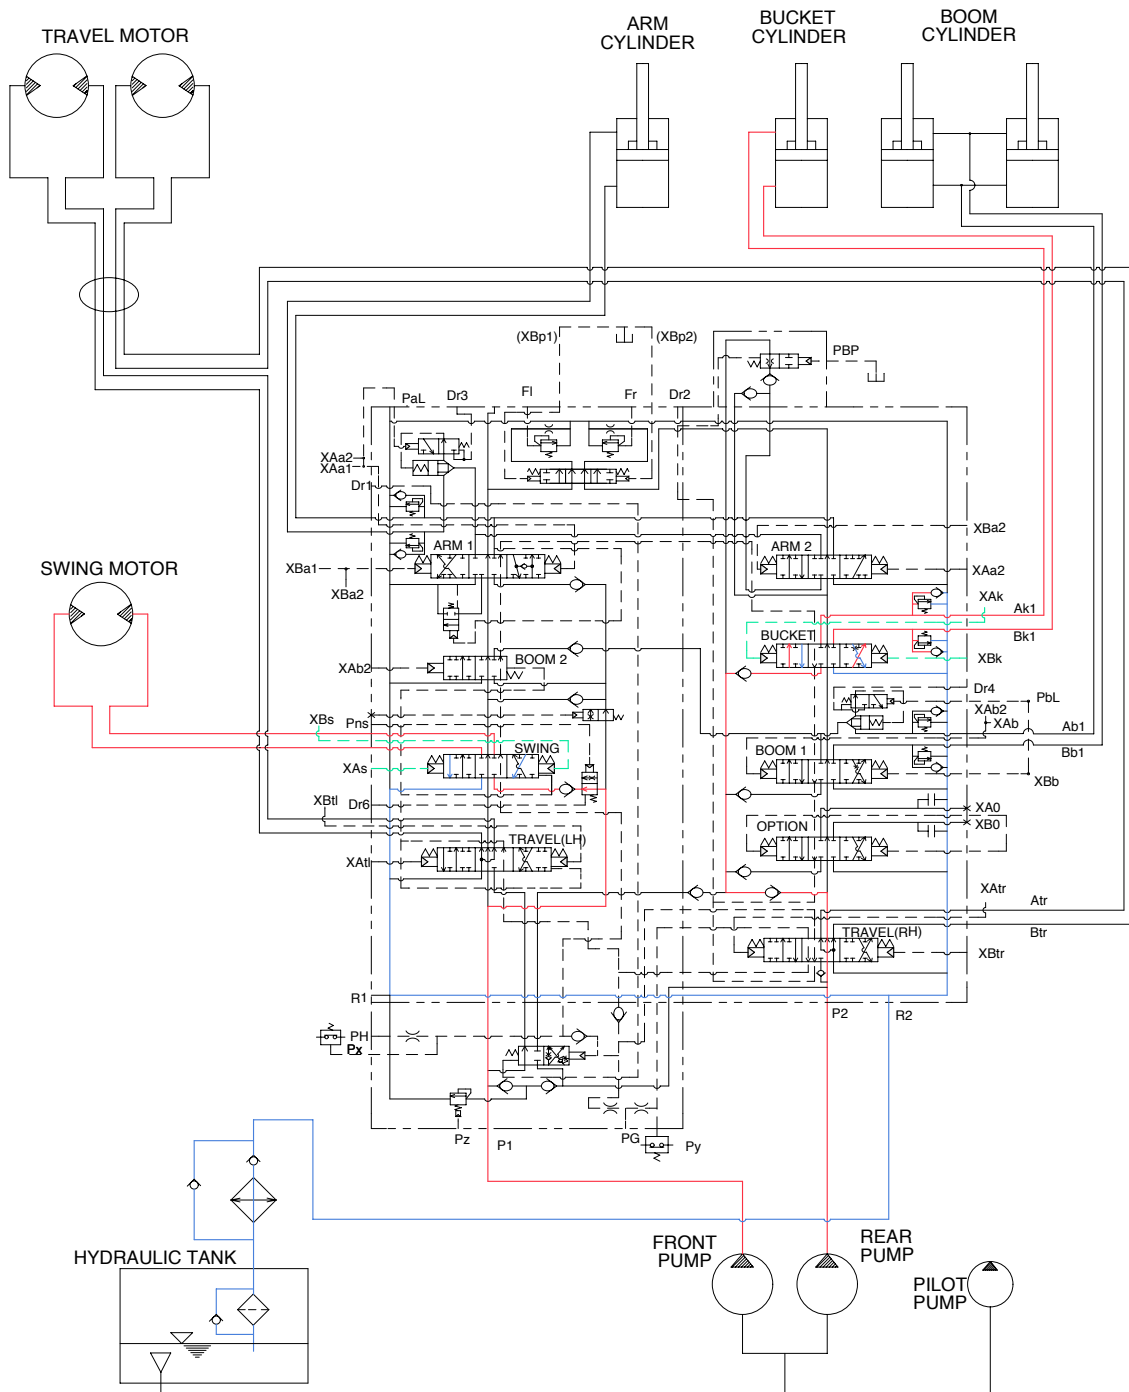 TRAVEL MOTOR
ARM
CYLINDER
BUCKET
CYLINDER
BOOM
CYLINDER
(XBp1)
(XBp2)
PBP
PaL
Dr3
Fl
Fr
Dr2
XAa2
XAa1
Dr1
XBa2
SWING MOTOR
XBa1
XBa2
ARM 1
ARM 2
XAa2
XAk
Ak1
Bk1
BUCKET
XAb2
BOOM 2
XBk
Dr4
PbL
XAb2
XAb
Ab1
Bb1
XBs
Pns
SWING
XAs
BOOM 1
XBb
XBtl
Dr6
XA0
XB0
OPTION
TRAVEL(LH)
XAtl
XAtr
Atr
Btr
TRAVEL(RH)
XBtr
R1
P2
R2
PH
Px
Pz
P1
PG
Py
HYDRAULIC TANK
FRONT
PUMP
REAR
PUMP
PILOT
PUMP